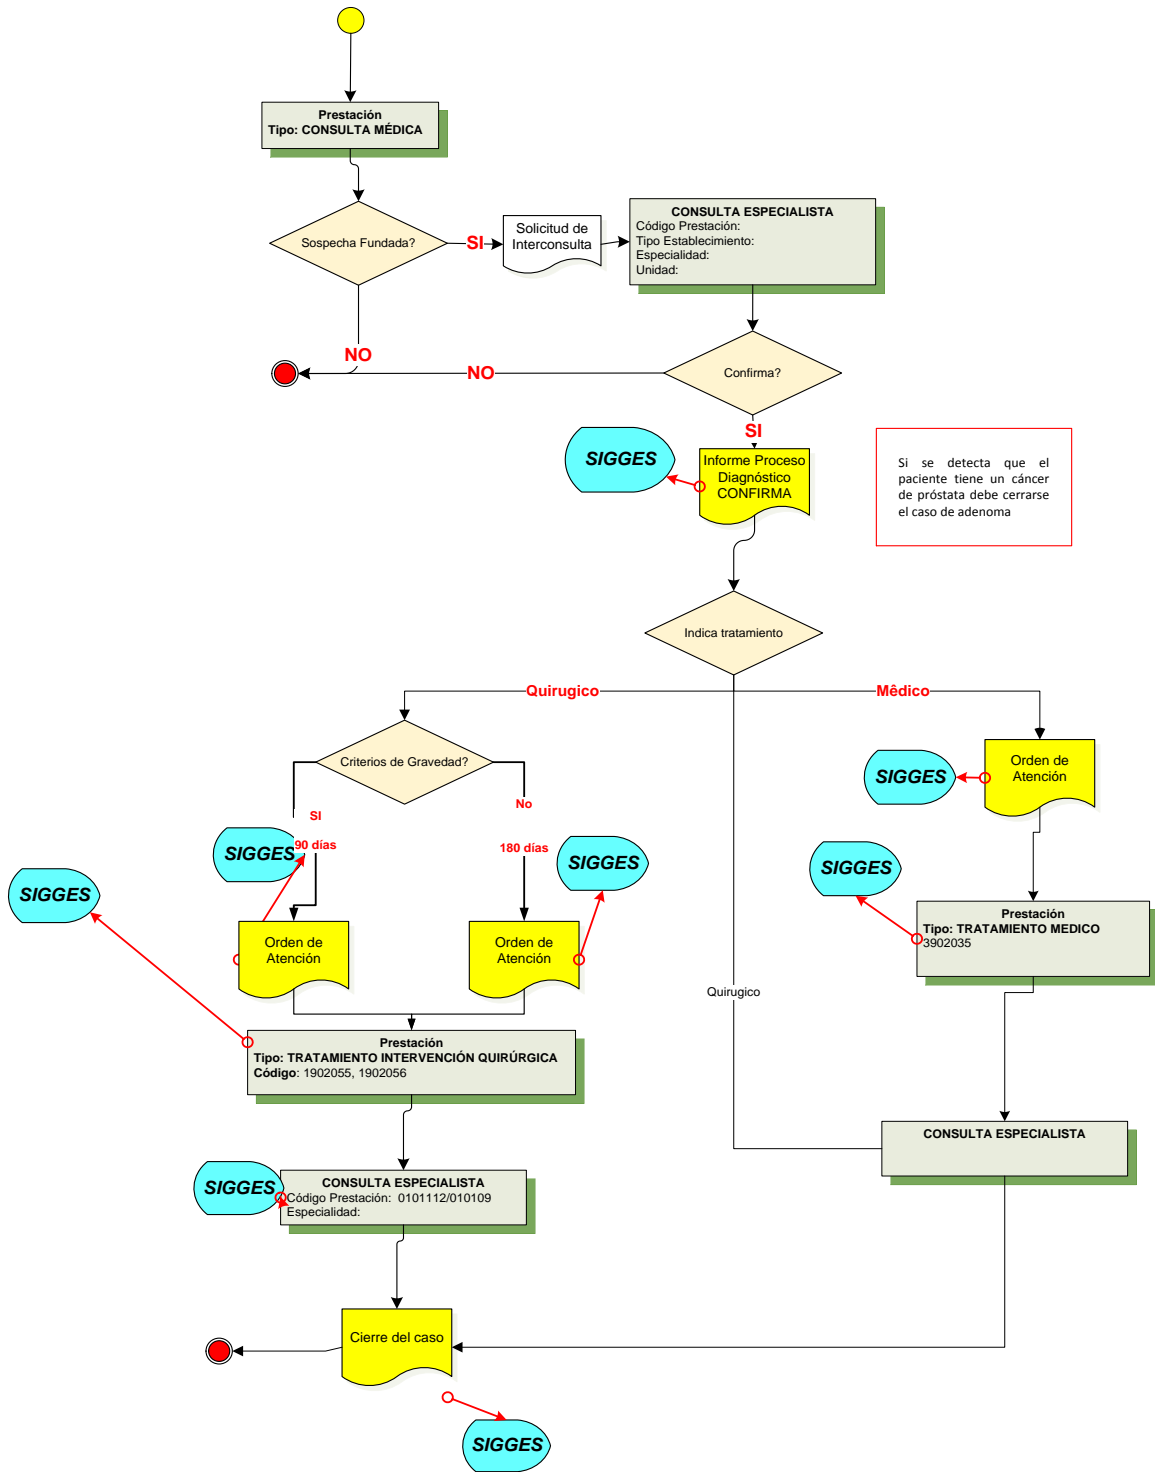 Prestación
Tipo: CONSULTA MÉDICA
Sospecha Fundada?
SI
Solicitud de
Interconsulta
CONSULTA ESPECIALISTA
Código Prestación:
Tipo Establecimiento:
Especialidad:
Unidad:
NO
NO
Confirma?
SI
SIGGES
Informe Proceso
Diagnóstico
CONFIRMA
Si se detecta que el
paciente tiene un cáncer
de próstata debe cerrarse
el caso de adenoma
Indica tratamiento
Quirugico
Mêdico
Criterios de Gravedad?
SI
No
90 días
180 días
SIGGES
SIGGES
SIGGES
Orden de
Atención
SIGGES
SIGGES
Orden de
Atención
Orden de
Atención
Prestación
Tipo: TRATAMIENTO MEDICO
3902035
Quirugico
Prestación
Tipo: TRATAMIENTO INTERVENCIÓN QUIRÚRGICA
Código: 1902055, 1902056
CONSULTA ESPECIALISTA
SIGGES
CONSULTA ESPECIALISTA
Código Prestación: 0101112/010109
Especialidad:
Cierre del caso
SIGGES